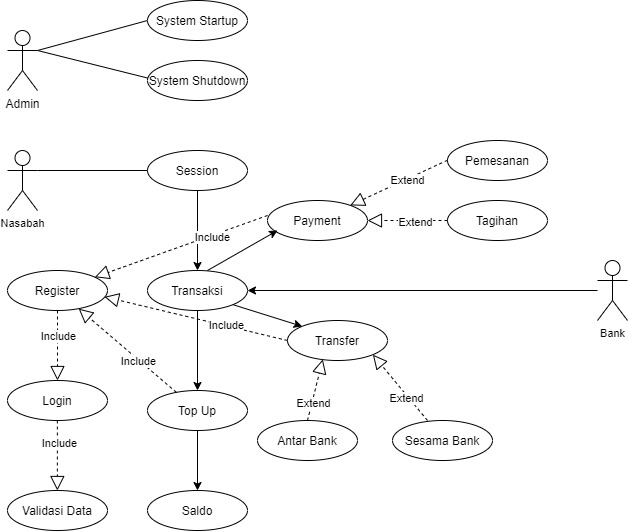 System Startup
Admin
System Shutdown
Nasabah
Session
Pemesanan
Extend
Payment
Extend
Tagihan
Include
Register
Transaksi
Bank
Include
Include
Transfer
Include
Extend
Extend
Login
Top Up
Antar Bank
Sesama Bank
Include
Validasi Data
Saldo